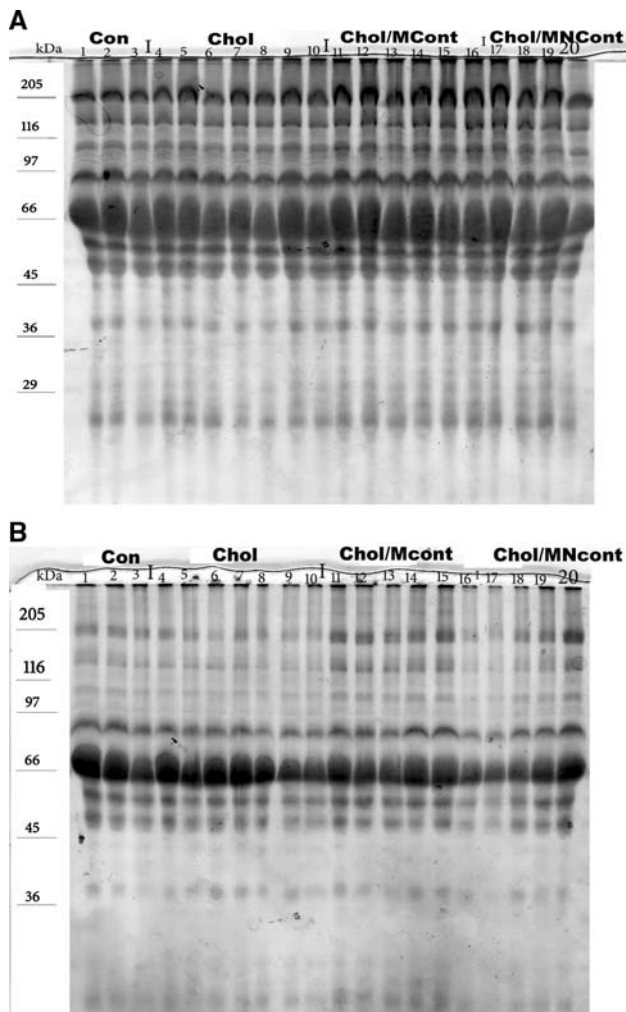 A
Con I Chol I Chol/MCont I Chol/MNCont
kDa 1 2 3 4 5 6 7 8 9 10 11 12 13 14 15 16 17 18 19 20
205
116
97
66
45
36
29
B
Con I Chol I Chol/Mcont I Chol/MNcont
kDa 1 2 3 4 5 6 7 8 9 10 11 12 13 14 15 16 17 18 19 20
205
116
97
66
45
36